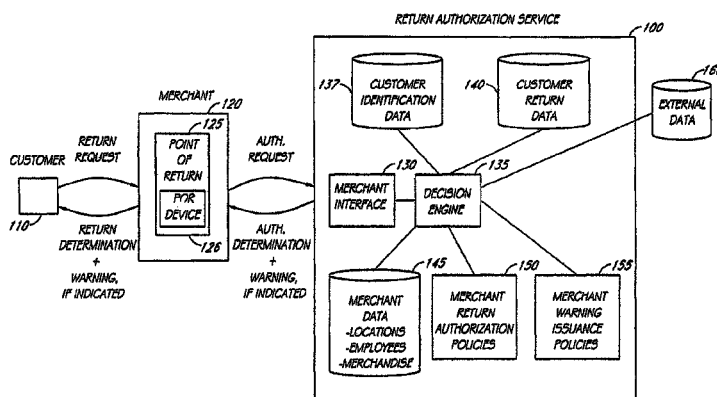 RETURN AUTHORIZATION SERVICE
100
137
CUSTOMER
IDENTIFICATION
DATA
140
CUSTOMER
RETURN
DATA
EXTERNAL
DATA
MERCHANT
120
125
POINT
OF
RETURN
POR
DEVICE
126
CUSTOMER
110
RETURN
REQUEST
RETURN
DETERMINATION
+
WARNING,
IF INDICATED
AUTH.
REQUEST
AUTH.
DETERMINATION
+
WARNING,
IF INDICATED
130
MERCHANT
INTERFACE
135
DECISION
ENGINE
145
MERCHANT
DATA
-LOCATIONS
-EMPLOYEES
-MERCHANDISE
150
MERCHANT
RETURN
AUTHORIZATION
POLICIES
155
MERCHANT
WARNING
ISSUANCE
POLICIES